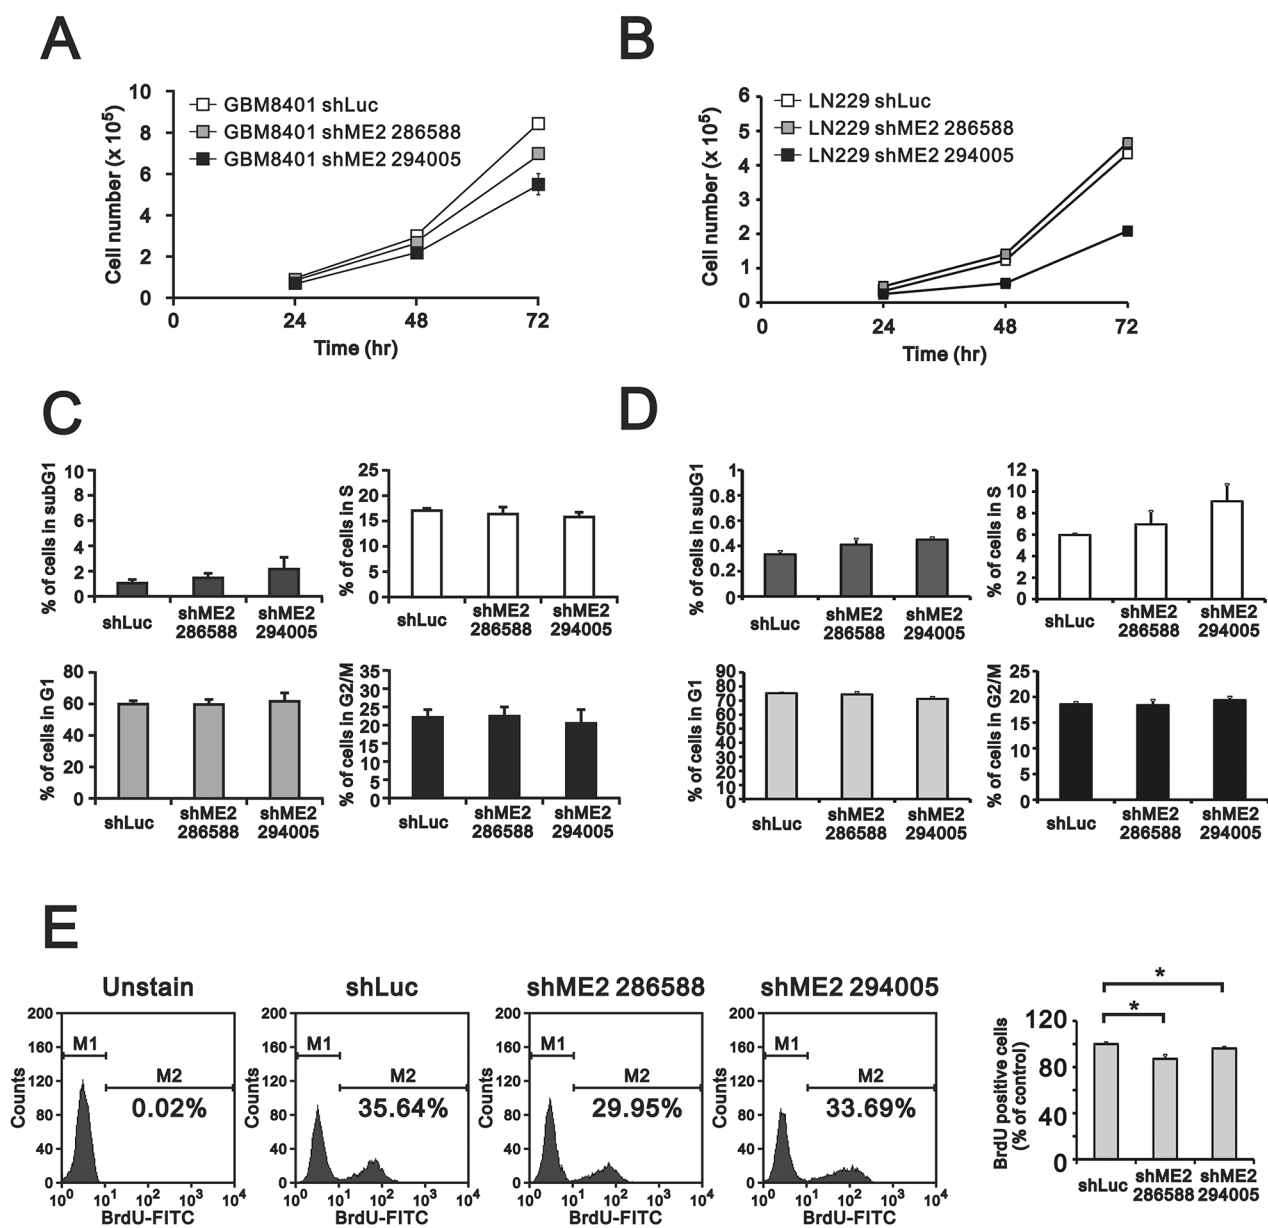 A
Cell number (x 10⁵)
10
8
6
4
2
0
GBM8401 shLuc
GBM8401 shME2 286588
GBM8401 shME2 294005
0 24 48 72
Time (hr)
B
Cell number (x 10⁵)
6
5
4
3
2
1
0
LN229 shLuc
LN229 shME2 286588
LN229 shME2 294005
0 24 48 72
Time (hr)
C
% of cells in subG1
10
8
6
4
2
0
shLuc shME2 shME2
286588 294005
% of cells in S
25
20
15
10
5
0
shLuc shME2 shME2
286588 294005
% of cells in G1
80
60
40
20
0
shLuc shME2 shME2
286588 294005
% of cells in G2/M
35
30
25
20
15
10
5
0
shLuc shME2 shME2
286588 294005
D
% of cells in subG1
1
0.8
0.6
0.4
0.2
0
shLuc shME2 shME2
286588 294005
% of cells in S
12
10
8
6
4
2
0
shLuc shME2 shME2
286588 294005
% of cells in G1
90
80
70
60
50
40
30
20
10
0
shLuc shME2 shME2
286588 294005
% of cells in G2/M
25
20
15
10
5
0
shLuc shME2 shME2
286588 294005
E
Unstain
Counts
200
160
120
80
40
0
M1
M2
0.02%
10⁰ 10¹ 10² 10³ 10⁴
BrdU-FITC
shLuc
Counts
200
160
120
80
40
0
M1
M2
35.64%
10⁰ 10¹ 10² 10³ 10⁴
BrdU-FITC
shME2 286588
Counts
200
160
120
80
40
0
M1
M2
29.95%
10⁰ 10¹ 10² 10³ 10⁴
BrdU-FITC
shME2 294005
Counts
200
160
120
80
40
0
M1
M2
33.69%
10⁰ 10¹ 10² 10³ 10⁴
BrdU-FITC
BrdU positive cells
(% of control)
120
80
40
0
*
*
shLuc shME2 shME2
286588 294005